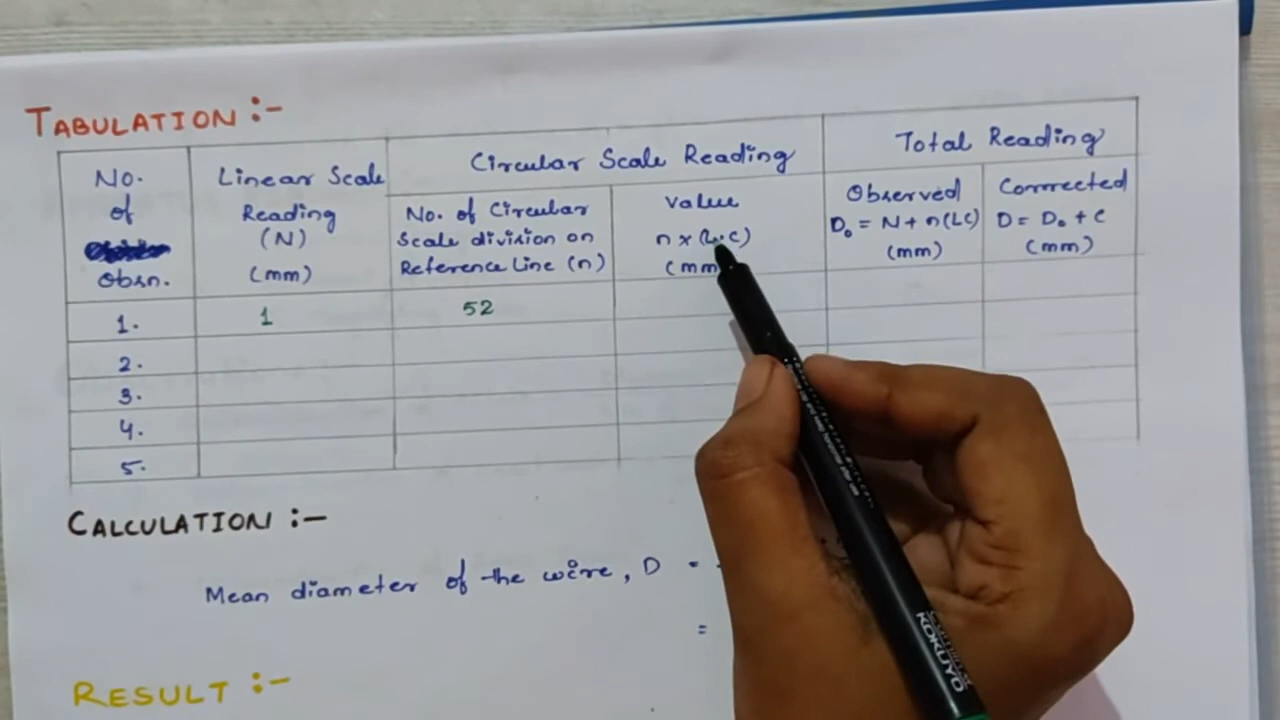 TABULATION :-
No.
of
Obsn.
Linear Scale
Reading
(N)
(mm)
Circular Scale Reading
No. of Circular
Scale division on
Reference Line (n)
Value
n x (L.C)
(mm
Total Reading
Observed
D₀ = N + n(LC)
(mm)
Corrected
D = D₀ + C
(mm)
1. 1 52
2.
3.
4.
5.
CALCULATION :-
Mean diameter of the wire, D =
=
RESULT :-
KOKUYO